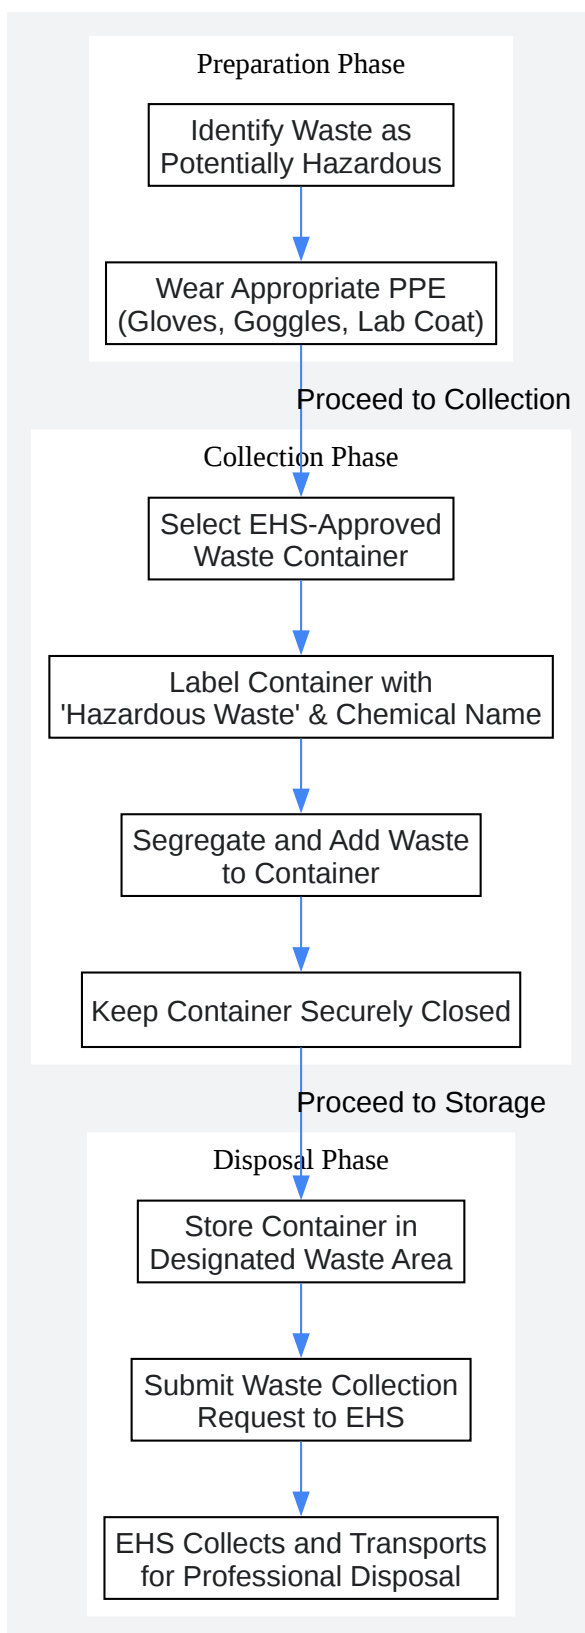 Preparation Phase
Identify Waste as
Potentially Hazardous
Wear Appropriate PPE
(Gloves, Goggles, Lab Coat)
Proceed to Collection
Collection Phase
Select EHS-Approved
Waste Container
Label Container with
'Hazardous Waste' & Chemical Name
Segregate and Add Waste
to Container
Keep Container Securely Closed
Proceed to Storage
Disposal Phase
Store Container in
Designated Waste Area
Submit Waste Collection
Request to EHS
EHS Collects and Transports
for Professional Disposal